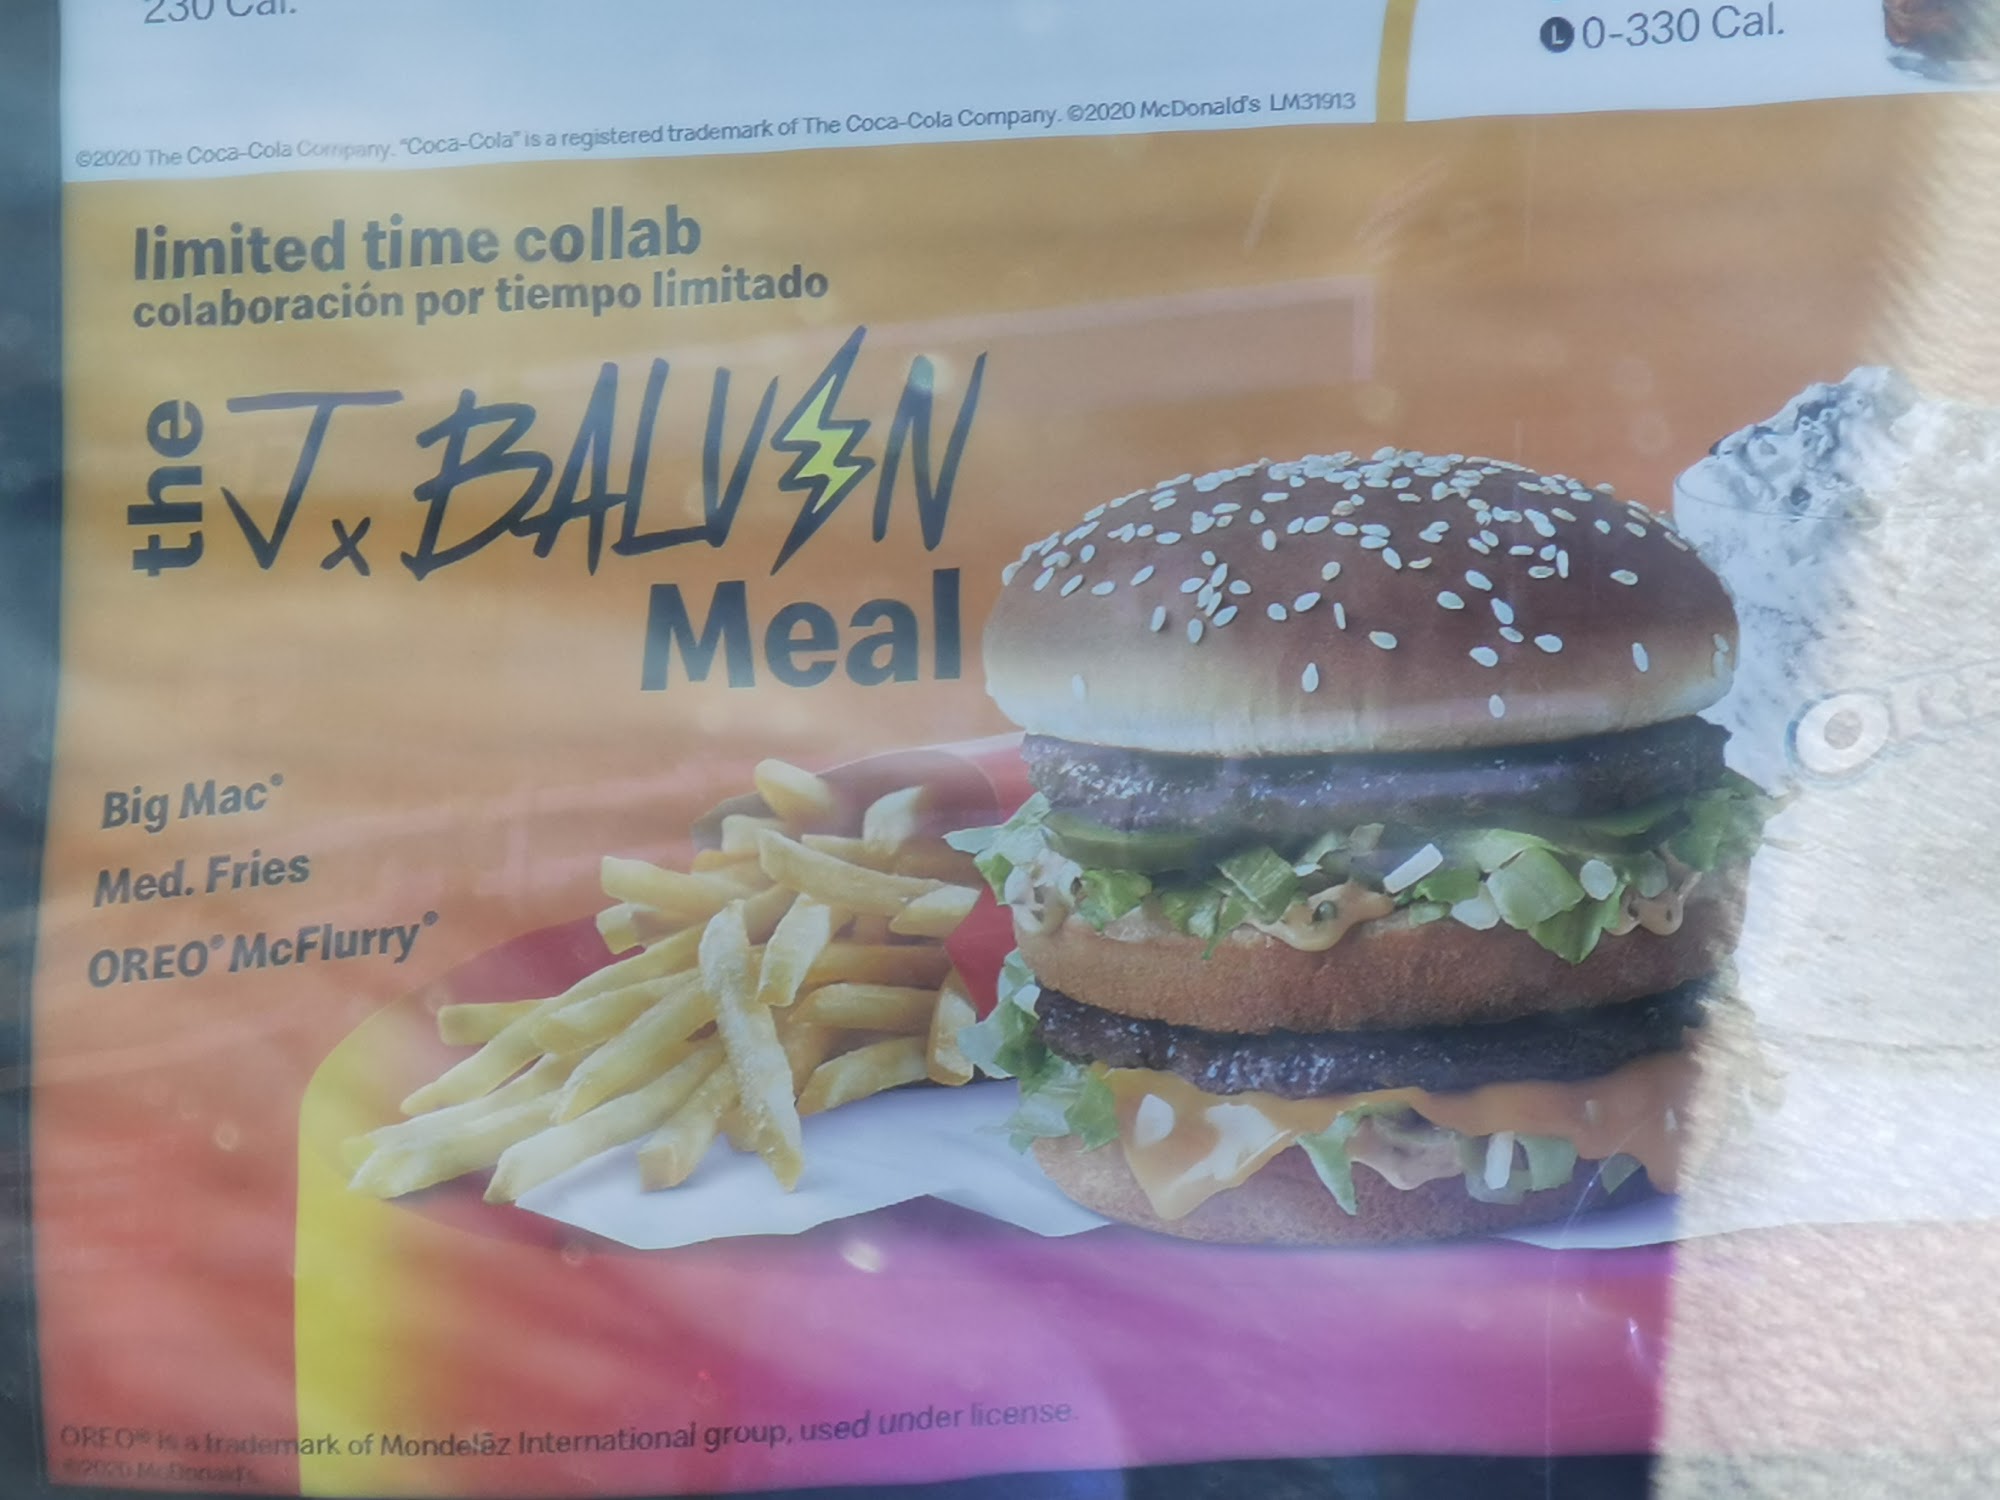 230 Cal.
L 0-330 Cal.
©2020 The Coca-Cola Company. "Coca-Cola" is a registered trademark of The Coca-Cola Company. ©2020 McDonald's LM31913
limited time collab
colaboración por tiempo limitado
the J x BALVIN
Meal
Big Mac®
Med. Fries
OREO® McFlurry®
OREO® is a trademark of Mondelēz International group, used under license.
©2020 McDonald's